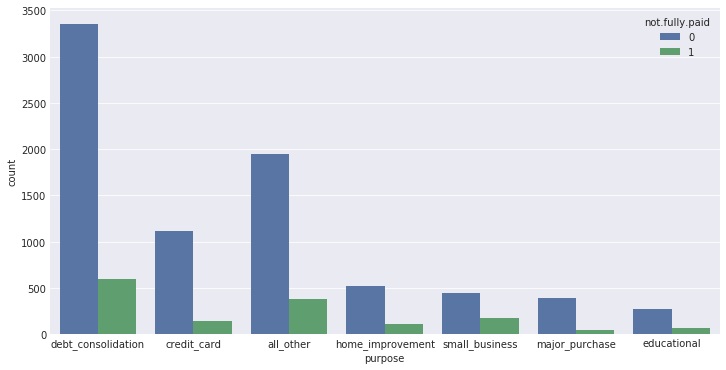 3500
3000
2500
2000
1500
1000
500
0
count
not.fully.paid
0
1
debt_consolidation credit_card all_other home_improvement small_business major_purchase educational
purpose